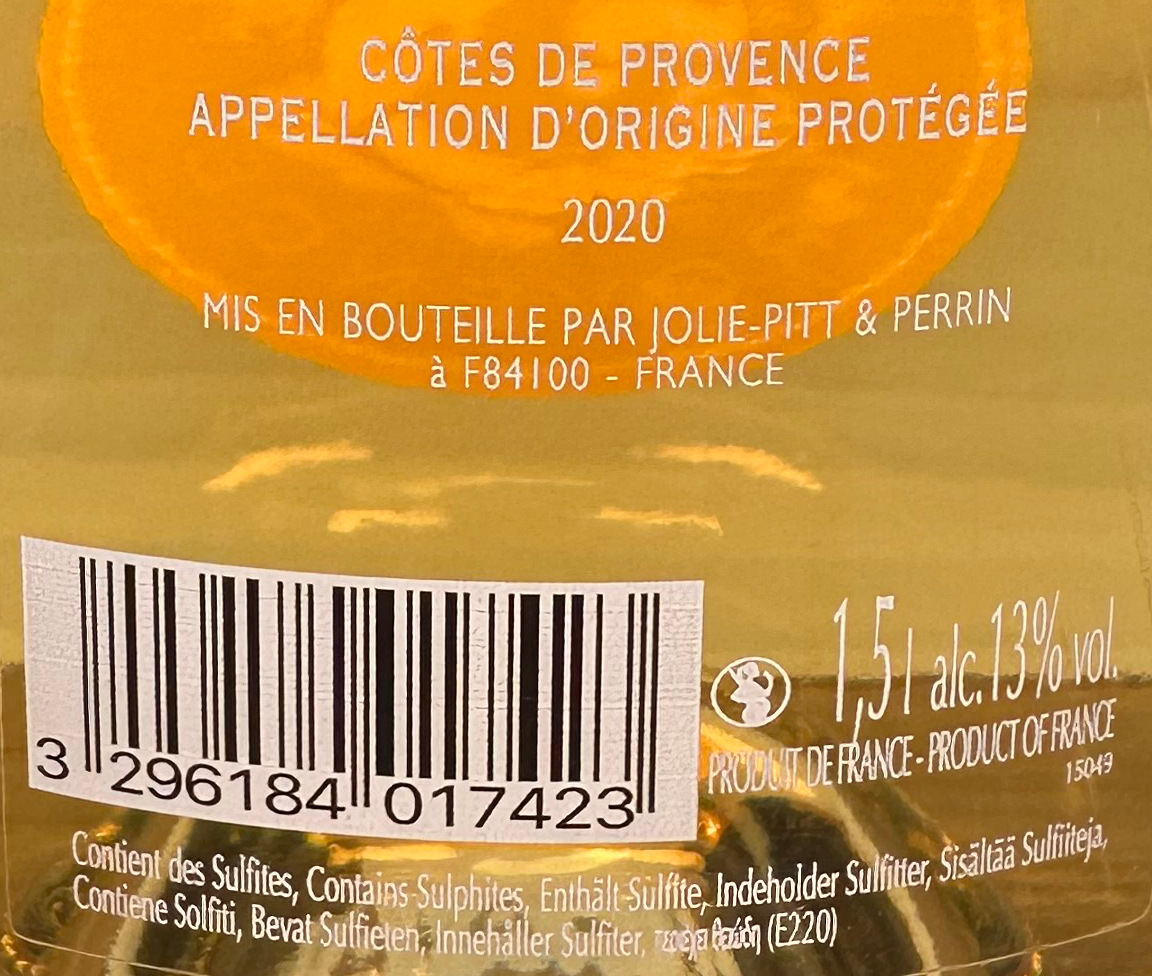 CÔTES DE PROVENCE
APPELLATION D'ORIGINE PROTÉGÉE
2020
MIS EN BOUTEILLE PAR JOLIE-PITT & PERRIN
à F84100 - FRANCE
1,5 l alc.13% vol.
PRODUIT DE FRANCE - PRODUCT OF FRANCE
15049
3 296184 017423
Contient des Sulfites, Contains Sulphites, Enthält Sulfite, Indeholder Sulfitter, Sisältää Sulfiiteja,
Contiene Solfiti, Bevat Sulfieten, Innehåller Sulfiter, (E220)